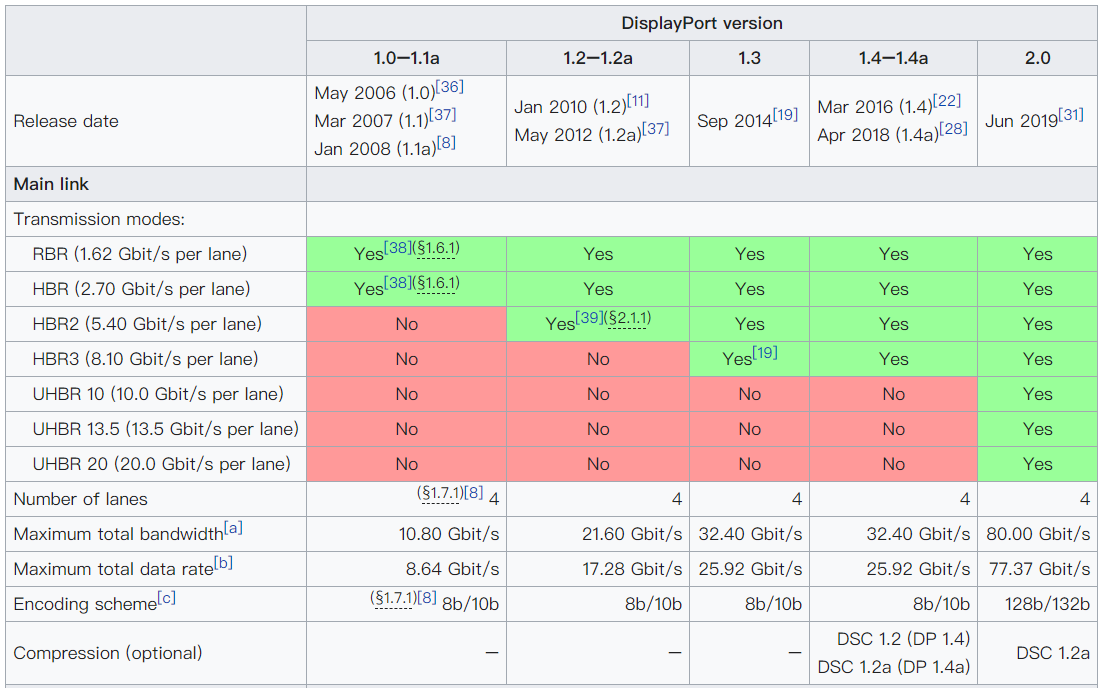 DisplayPort version
1.0–1.1a 1.2–1.2a 1.3 1.4–1.4a 2.0
Release date
May 2006 (1.0)[36]
Mar 2007 (1.1)[37]
Jan 2008 (1.1a)[8]
Jan 2010 (1.2)[11]
May 2012 (1.2a)[37]
Sep 2014[19]
Mar 2016 (1.4)[22]
Apr 2018 (1.4a)[28]
Jun 2019[31]
Main link
Transmission modes:
RBR (1.62 Gbit/s per lane) Yes[38](§1.6.1) Yes Yes Yes Yes
HBR (2.70 Gbit/s per lane) Yes[38](§1.6.1) Yes Yes Yes Yes
HBR2 (5.40 Gbit/s per lane) No Yes[39](§2.1.1) Yes Yes Yes
HBR3 (8.10 Gbit/s per lane) No No Yes[19] Yes Yes
UHBR 10 (10.0 Gbit/s per lane) No No No No Yes
UHBR 13.5 (13.5 Gbit/s per lane) No No No No Yes
UHBR 20 (20.0 Gbit/s per lane) No No No No Yes
Number of lanes (§1.7.1)[8] 4 4 4 4 4
Maximum total bandwidth[a] 10.80 Gbit/s 21.60 Gbit/s 32.40 Gbit/s 32.40 Gbit/s 80.00 Gbit/s
Maximum total data rate[b] 8.64 Gbit/s 17.28 Gbit/s 25.92 Gbit/s 25.92 Gbit/s 77.37 Gbit/s
Encoding scheme[c] (§1.7.1)[8] 8b/10b 8b/10b 8b/10b 8b/10b 128b/132b
Compression (optional) – – – DSC 1.2 (DP 1.4)
DSC 1.2a (DP 1.4a)
DSC 1.2a